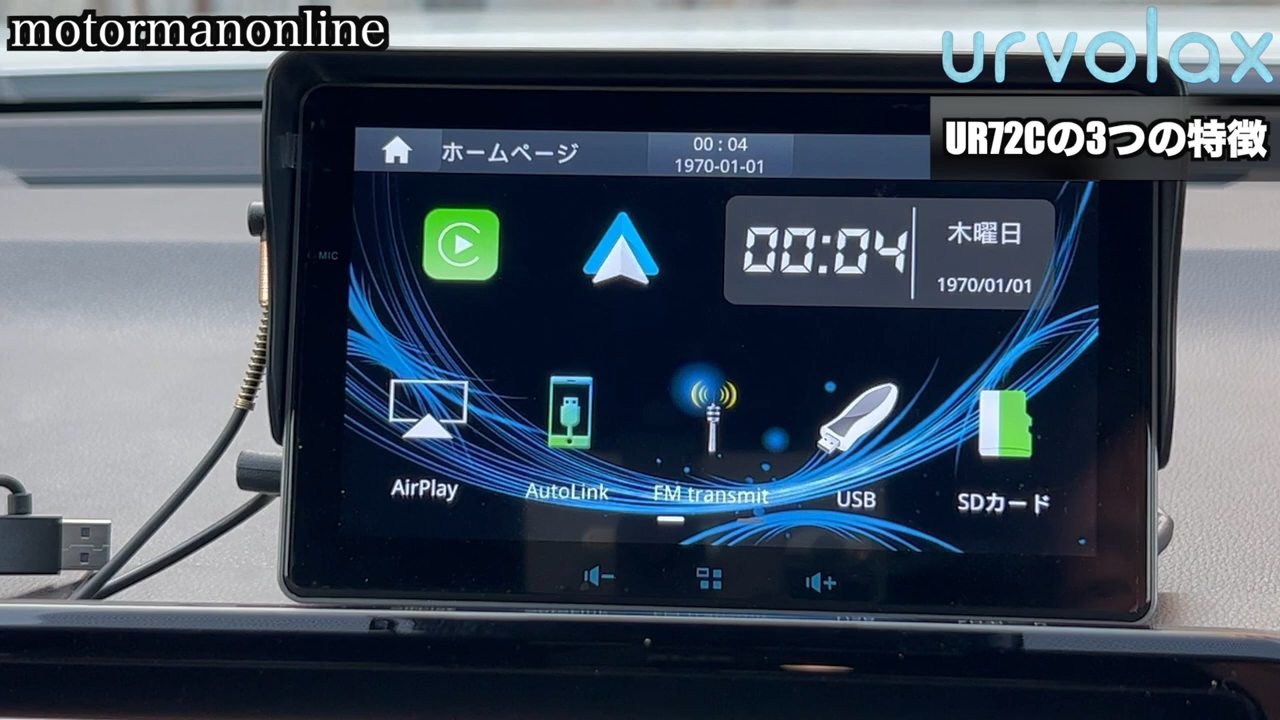 motormanonline
urvolax
UR72Cの3つの特徴
ホームページ
00 : 04
1970-01-01
00:04
木曜日
1970/01/01
MIC
AirPlay
AutoLink
FM transmit
USB
SDカード